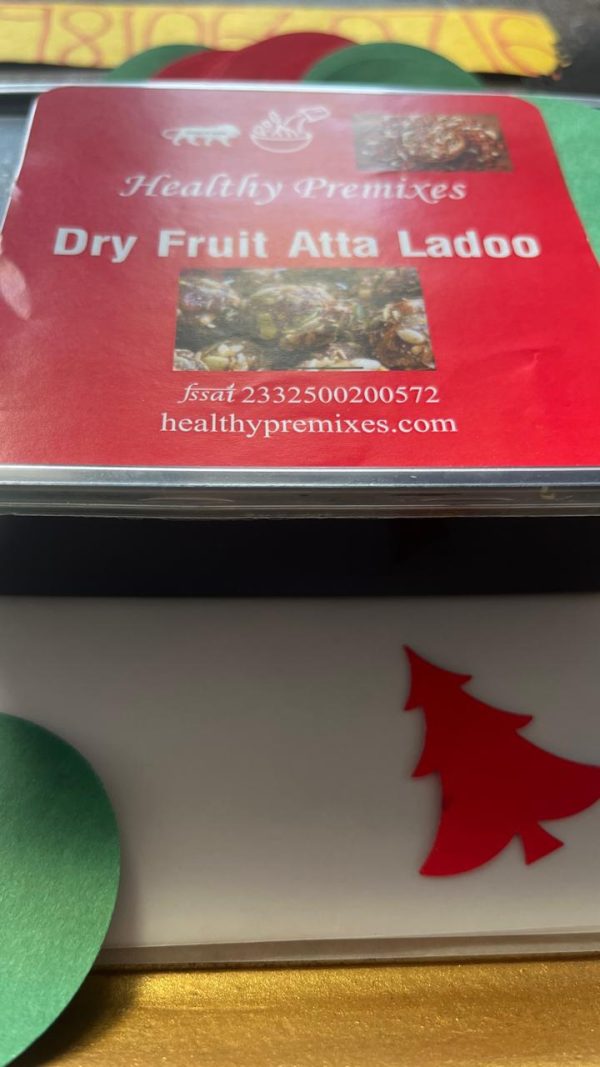 Healthy Premixes
Dry Fruit Atta Ladoo
fssai 2332500200572
healthypremixes.com